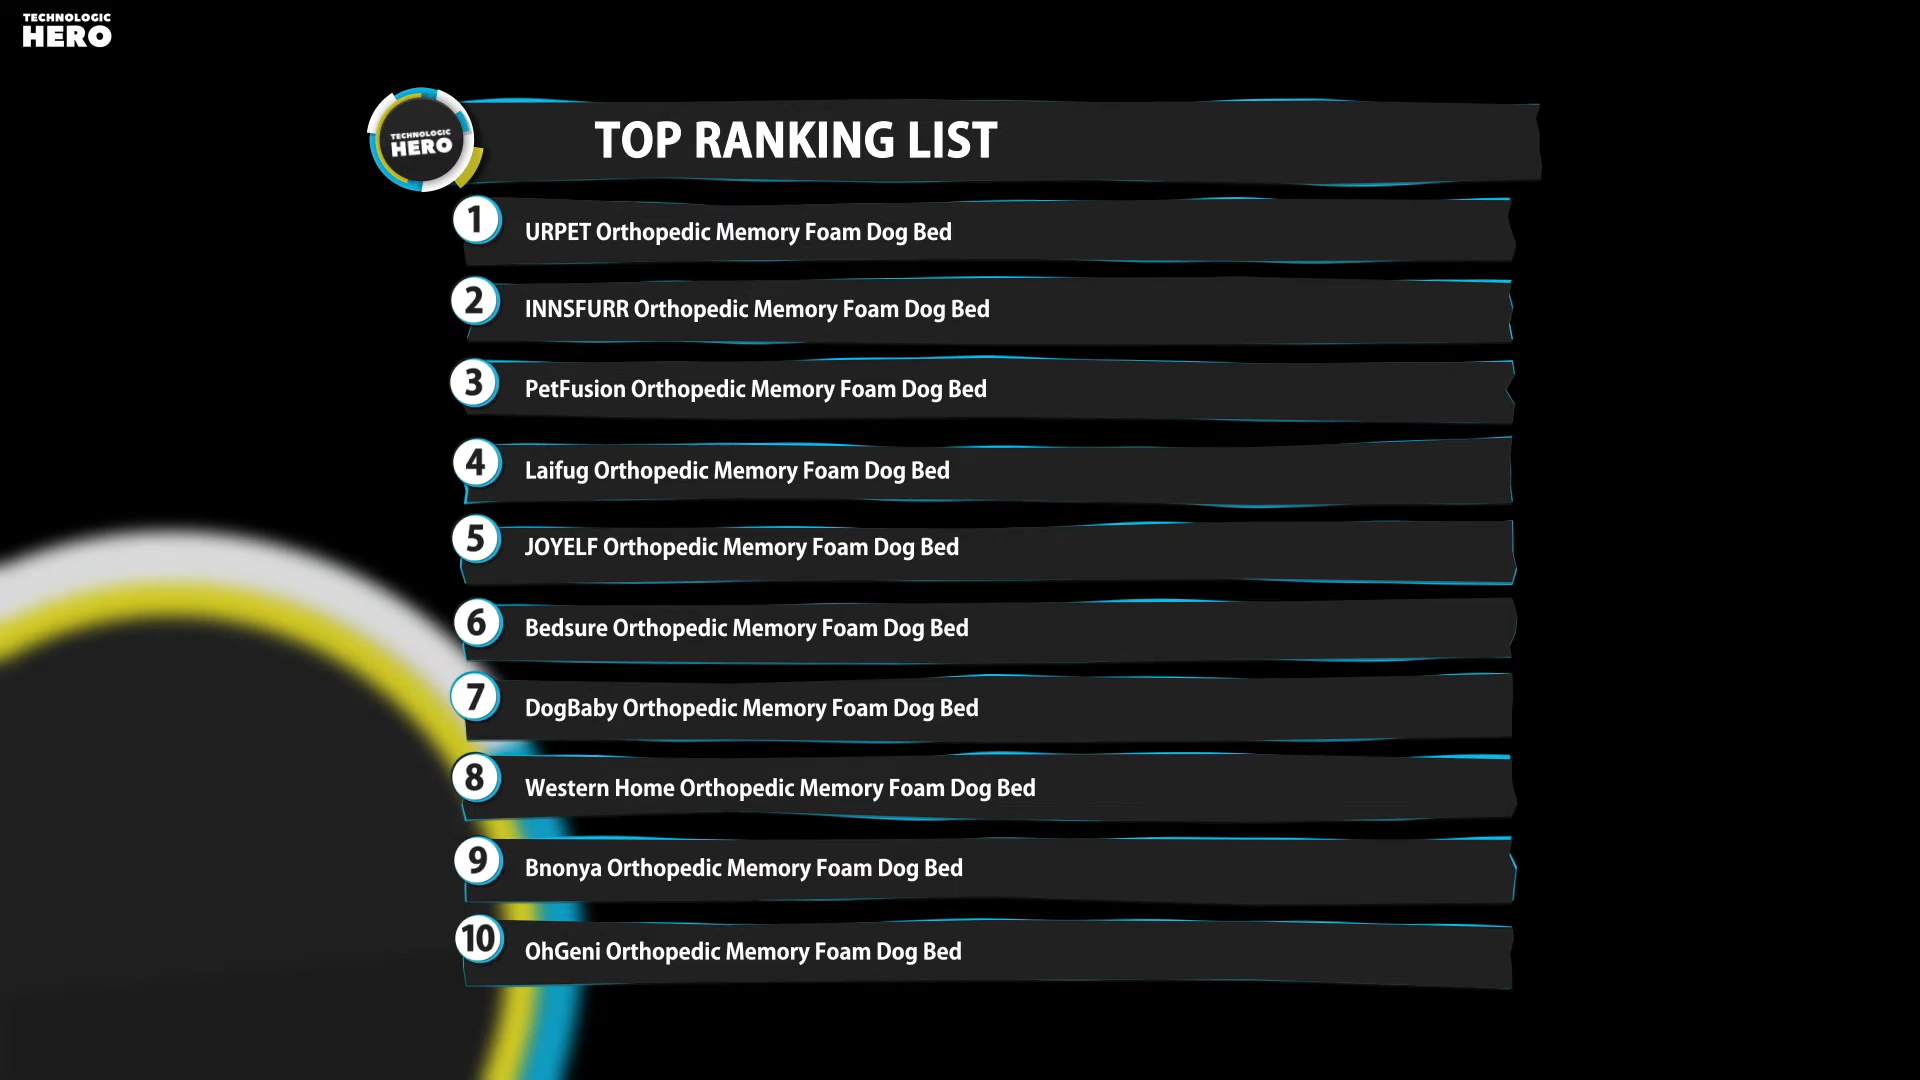 TECHNOLOGIC
HERO
TECHNOLOGIC
HERO
TOP RANKING LIST
1
URPET Orthopedic Memory Foam Dog Bed
2
INNSFURR Orthopedic Memory Foam Dog Bed
3
PetFusion Orthopedic Memory Foam Dog Bed
4
Laifug Orthopedic Memory Foam Dog Bed
5
JOYELF Orthopedic Memory Foam Dog Bed
6
Bedsure Orthopedic Memory Foam Dog Bed
7
DogBaby Orthopedic Memory Foam Dog Bed
8
Western Home Orthopedic Memory Foam Dog Bed
9
Bnonya Orthopedic Memory Foam Dog Bed
10
OhGeni Orthopedic Memory Foam Dog Bed